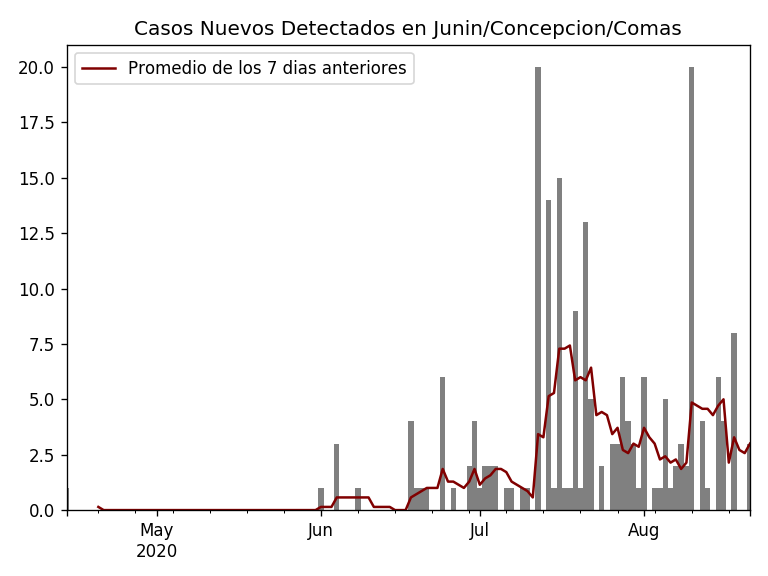 Casos Nuevos Detectados en Junin/Concepcion/Comas
Promedio de los 7 dias anteriores
20.0
17.5
15.0
12.5
10.0
7.5
5.0
2.5
0.0
May
2020
Jun
Jul
Aug